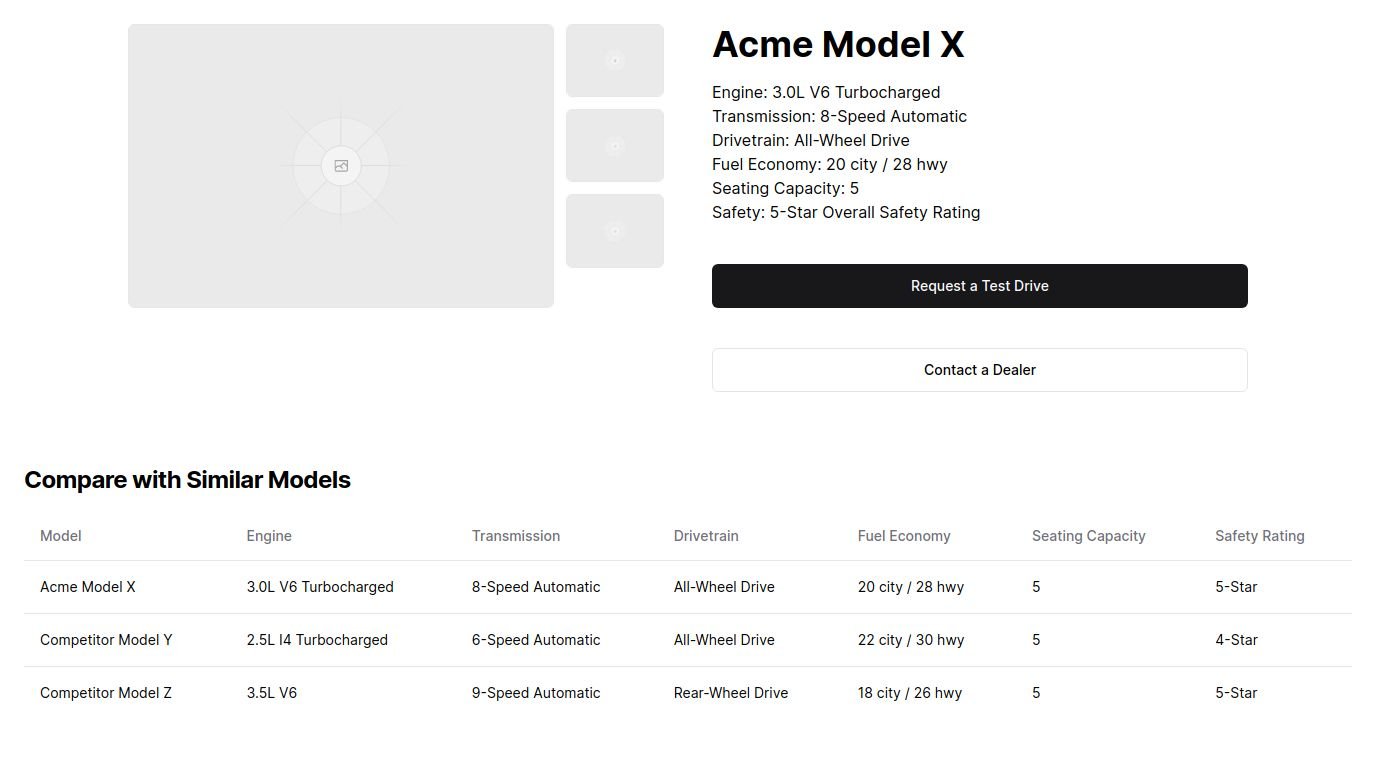 Acme Model X
Engine: 3.0L V6 Turbocharged
Transmission: 8-Speed Automatic
Drivetrain: All-Wheel Drive
Fuel Economy: 20 city / 28 hwy
Seating Capacity: 5
Safety: 5-Star Overall Safety Rating
Request a Test Drive
Contact a Dealer
Compare with Similar Models
Model Engine Transmission Drivetrain Fuel Economy Seating Capacity Safety Rating
Acme Model X 3.0L V6 Turbocharged 8-Speed Automatic All-Wheel Drive 20 city / 28 hwy 5 5-Star
Competitor Model Y 2.5L I4 Turbocharged 6-Speed Automatic All-Wheel Drive 22 city / 30 hwy 5 4-Star
Competitor Model Z 3.5L V6 9-Speed Automatic Rear-Wheel Drive 18 city / 26 hwy 5 5-Star